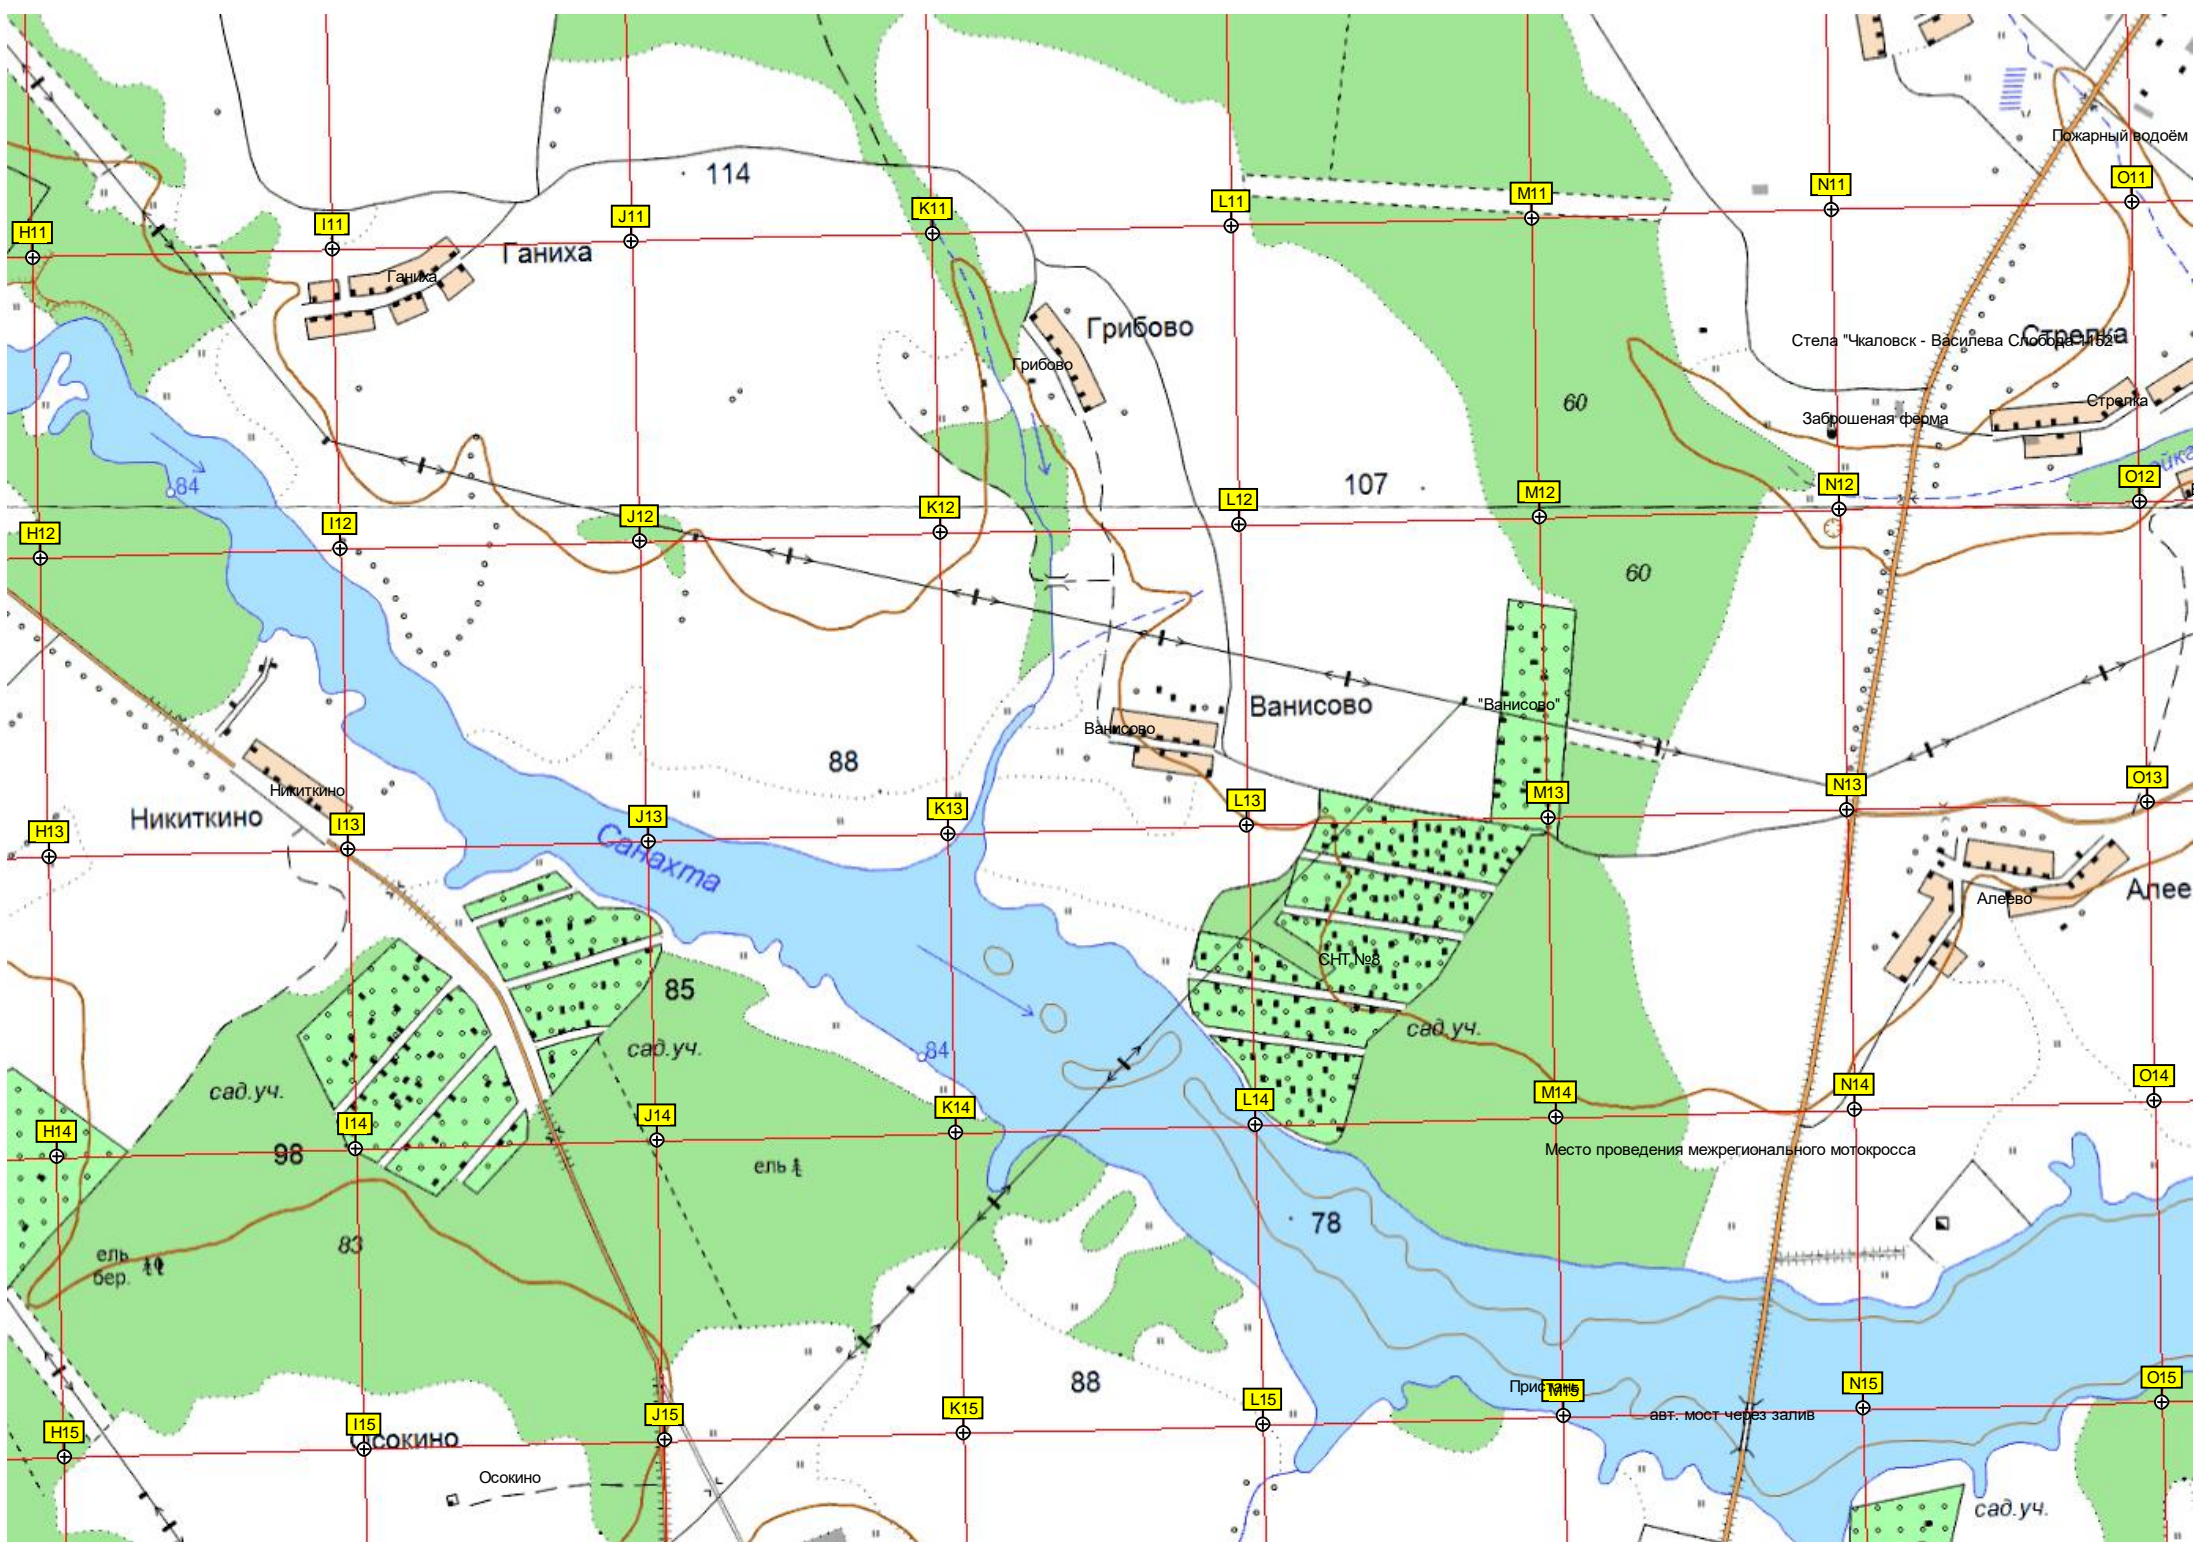 Пожарный водоём
114
H11
I11
J11
K11
L11
M11
N11
O11
Ганиха
Ганиха
Грибово
Грибово
Стела "Чкаловск - Василева Слобода 1152"
Стрелка
Стрелка
60
Заброшеная ферма
84
107
H12
I12
J12
K12
L12
M12
N12
O12
60
Ванисово
"Ванисово"
Ванисово
88
Никиткино
Никиткино
H13
I13
J13
K13
L13
M13
N13
O13
Санахта
Алеево
Алее
СНТ №8
85
сад.уч.
сад.уч.
84
сад.уч.
H14
I14
J14
K14
L14
M14
N14
O14
98
ель
Место проведения межрегионального мотокросса
78
83
ель
бер.
88
Пристань
H15
I15
J15
K15
L15
M15
N15
O15
авт. мост через залив
Осокино
Осокино
сад.уч.